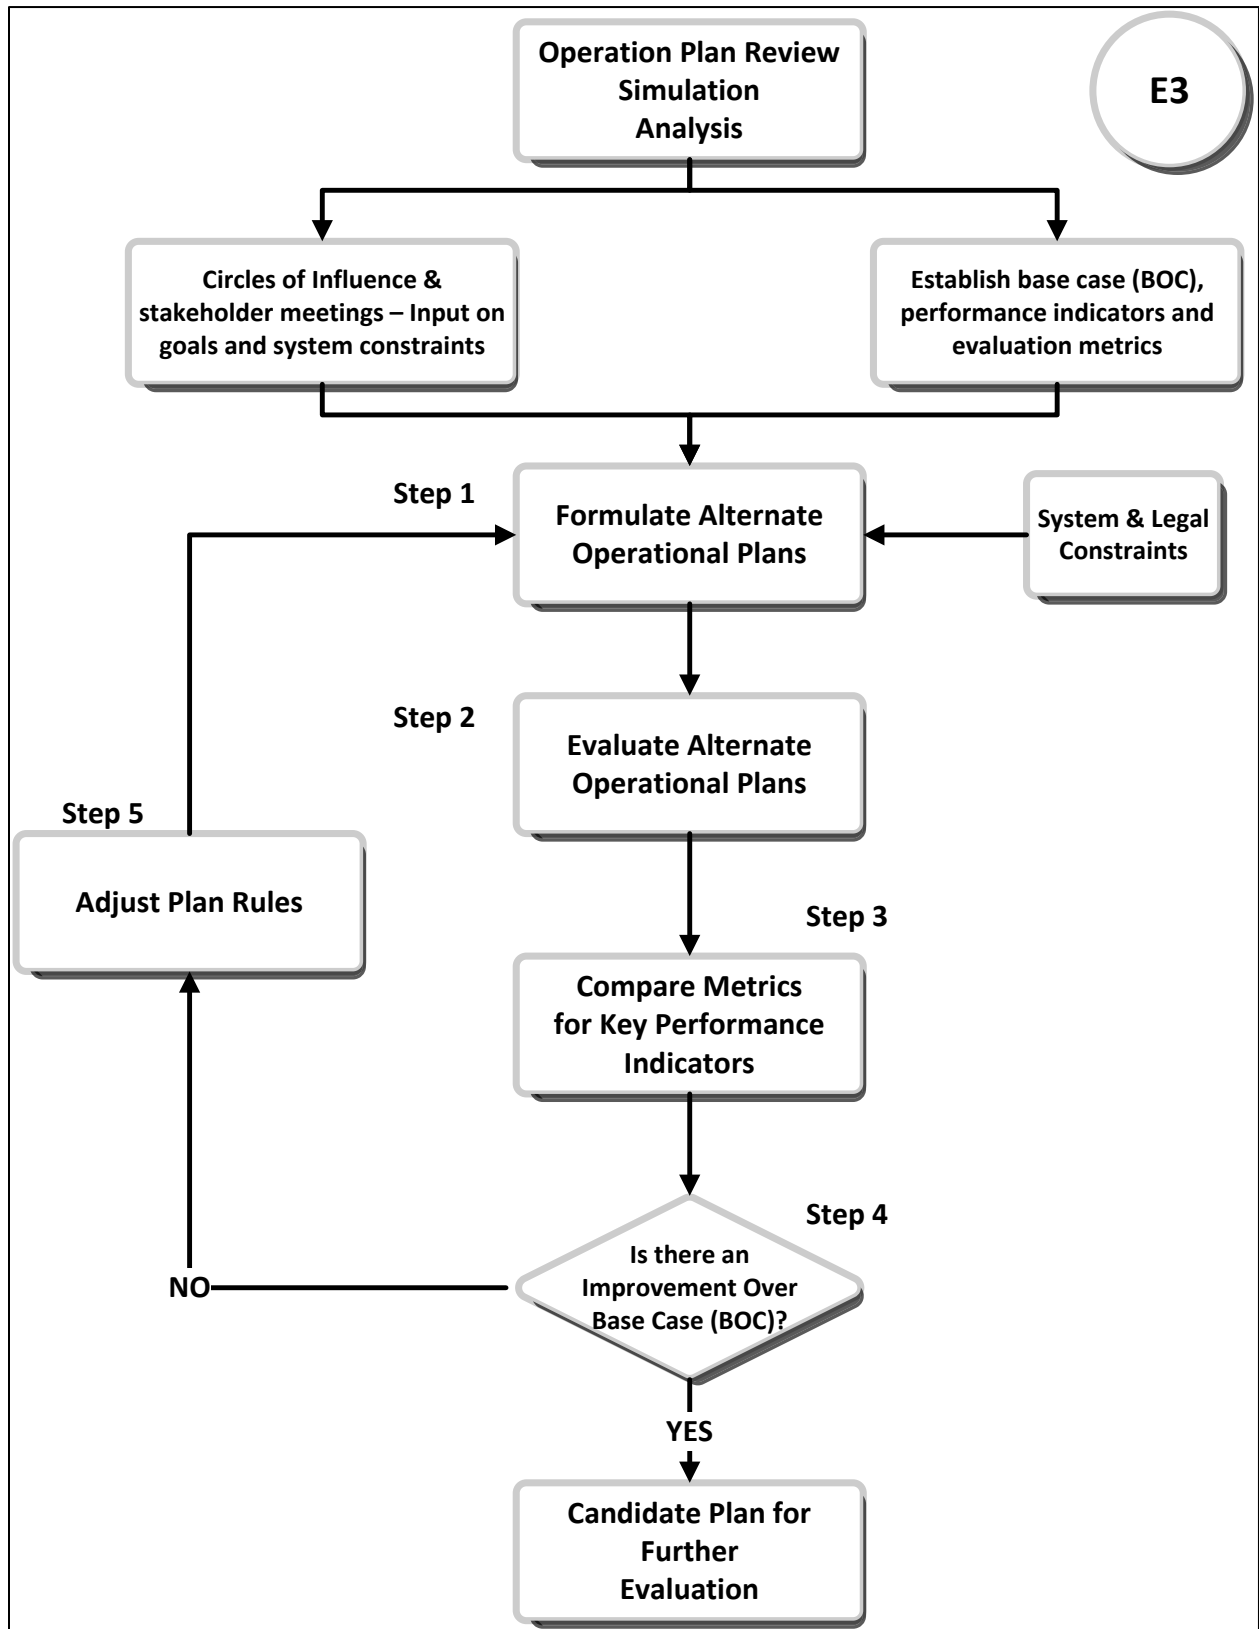 Operation Plan Review
Simulation
Analysis
E3
Circles of Influence &
stakeholder meetings – Input on
goals and system constraints
Establish base case (BOC),
performance indicators and
evaluation metrics
Step 1
Formulate Alternate
Operational Plans
System & Legal
Constraints
Step 2
Evaluate Alternate
Operational Plans
Step 5
Adjust Plan Rules
Step 3
Compare Metrics
for Key Performance
Indicators
Step 4
Is there an
Improvement Over
Base Case (BOC)?
NO
YES
Candidate Plan for
Further
Evaluation